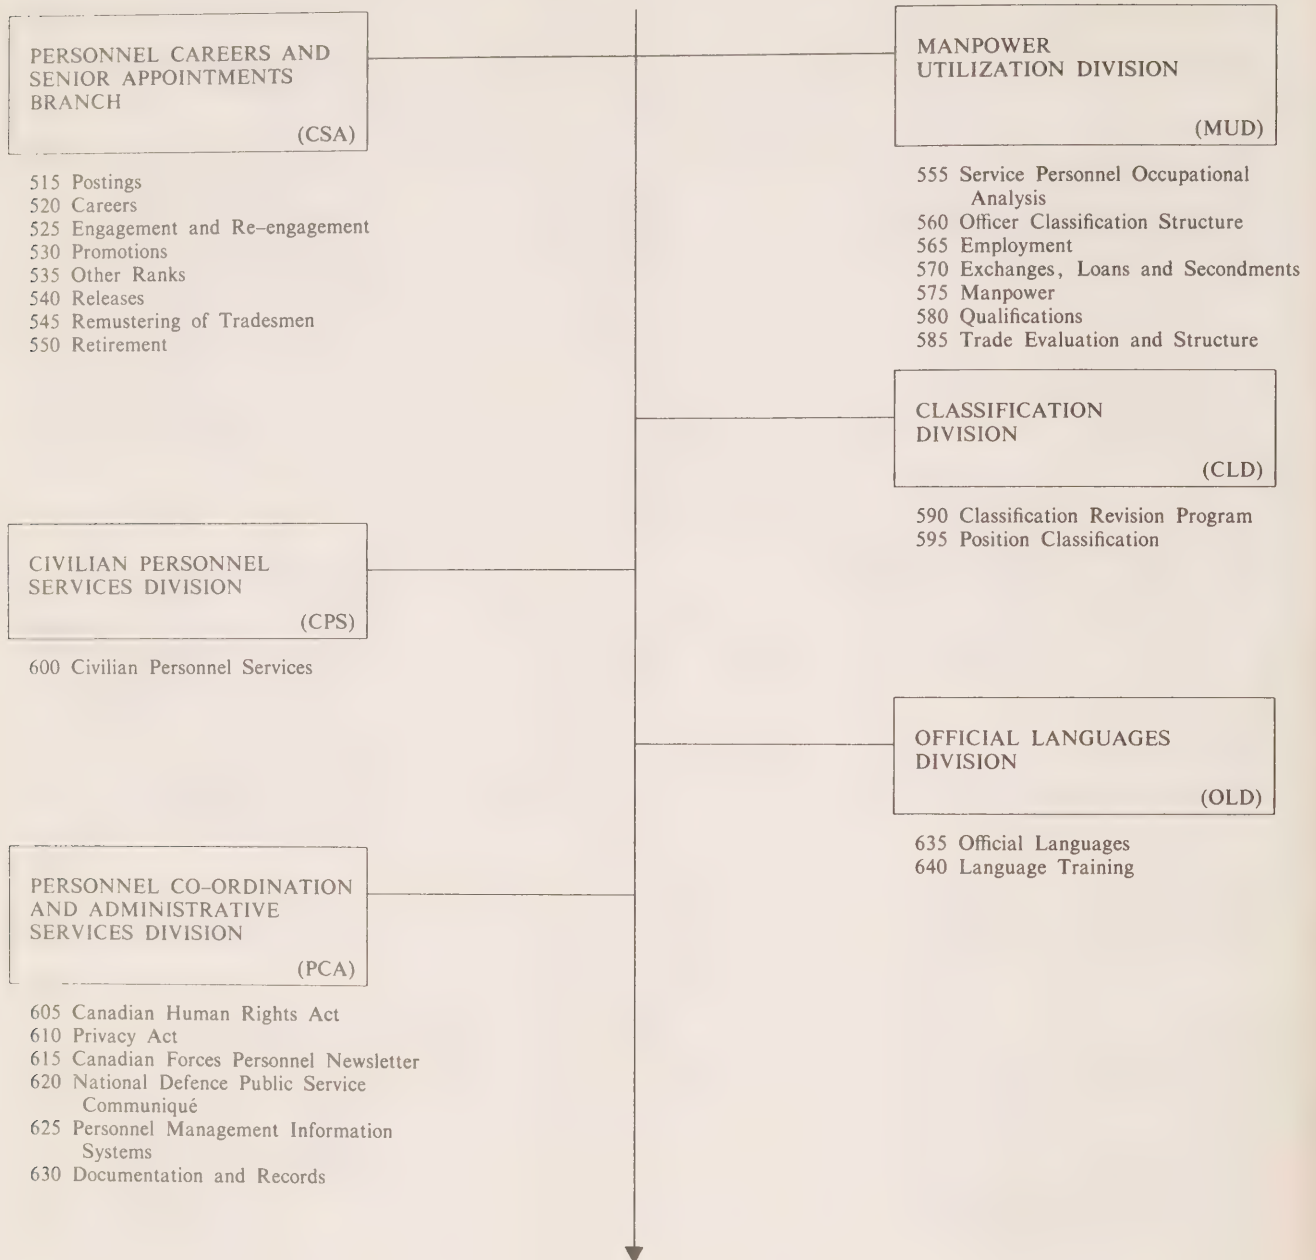 PERSONNEL CAREERS AND
SENIOR APPOINTMENTS
BRANCH
(CSA)
515 Postings
520 Careers
525 Engagement and Re-engagement
530 Promotions
535 Other Ranks
540 Releases
545 Remustering of Tradesmen
550 Retirement
MANPOWER
UTILIZATION DIVISION
(MUD)
555 Service Personnel Occupational
Analysis
560 Officer Classification Structure
565 Employment
570 Exchanges, Loans and Secondments
575 Manpower
580 Qualifications
585 Trade Evaluation and Structure
CLASSIFICATION
DIVISION
(CLD)
590 Classification Revision Program
595 Position Classification
CIVILIAN PERSONNEL
SERVICES DIVISION
(CPS)
600 Civilian Personnel Services
OFFICIAL LANGUAGES
DIVISION
(OLD)
635 Official Languages
640 Language Training
PERSONNEL CO-ORDINATION
AND ADMINISTRATIVE
SERVICES DIVISION
(PCA)
605 Canadian Human Rights Act
610 Privacy Act
615 Canadian Forces Personnel Newsletter
620 National Defence Public Service
Communiqué
625 Personnel Management Information
Systems
630 Documentation and Records